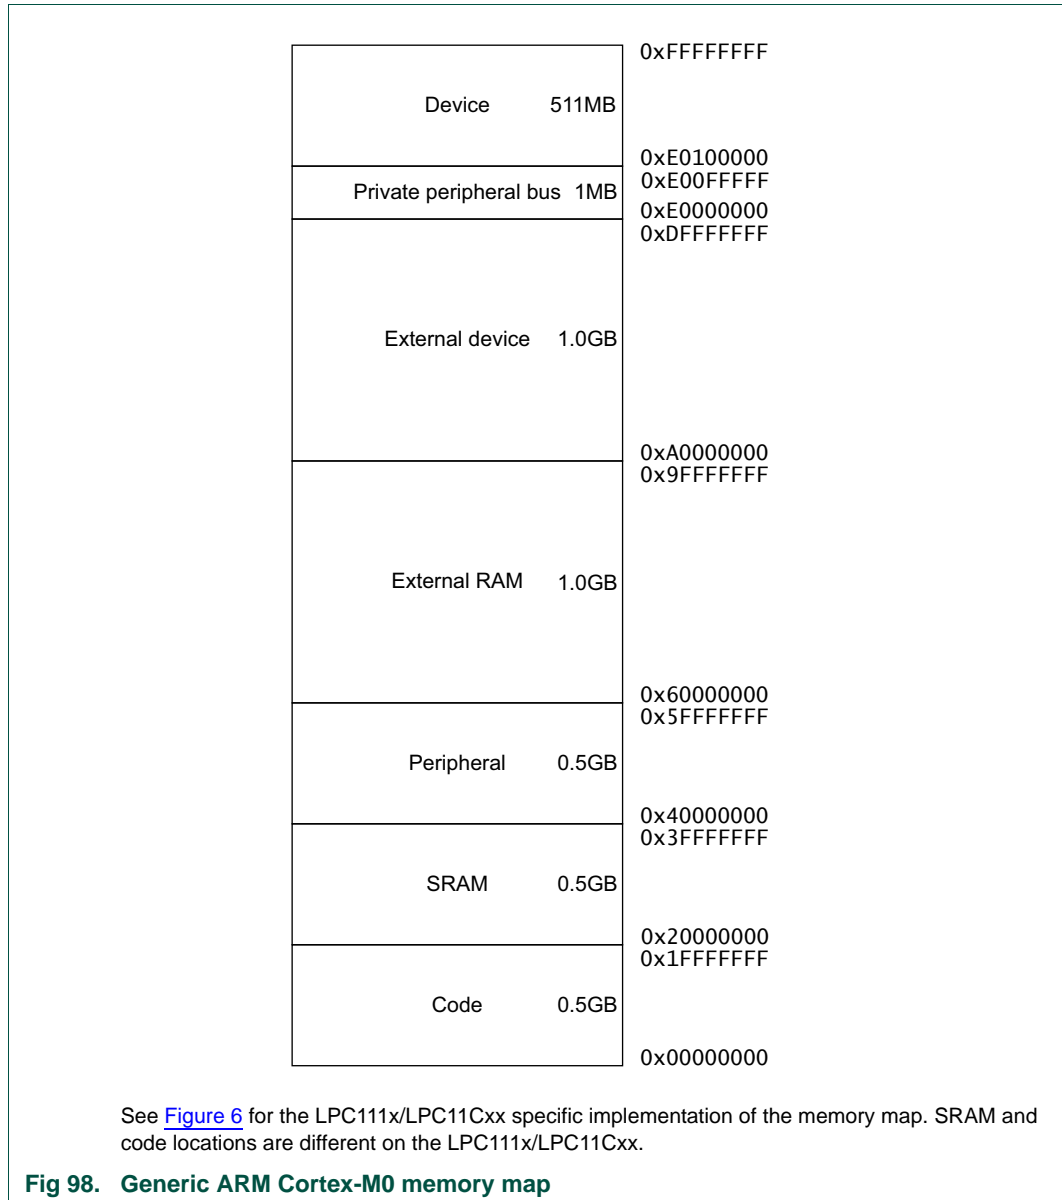 0xFFFFFFFF
Device 511MB
0xE0100000
0xE00FFFFF
Private peripheral bus 1MB
0xE0000000
0xDFFFFFFF
External device 1.0GB
0xA0000000
0x9FFFFFFF
External RAM 1.0GB
0x60000000
0x5FFFFFFF
Peripheral 0.5GB
0x40000000
0x3FFFFFFF
SRAM 0.5GB
0x20000000
0x1FFFFFFF
Code 0.5GB
0x00000000
See Figure 6 for the LPC111x/LPC11Cxx specific implementation of the memory map. SRAM and
code locations are different on the LPC111x/LPC11Cxx.
Fig 98. Generic ARM Cortex-M0 memory map